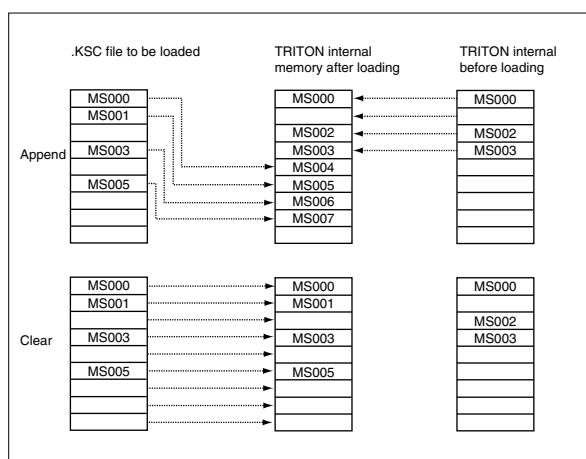 .KSC file to be loaded
TRITON internal
memory after loading
TRITON internal
before loading
Append
MS000
MS001
MS003
MS005
MS000
MS002
MS003
MS004
MS005
MS006
MS007
MS000
MS002
MS003
Clear
MS000
MS001
MS003
MS005
MS000
MS001
MS003
MS005
MS000
MS002
MS003